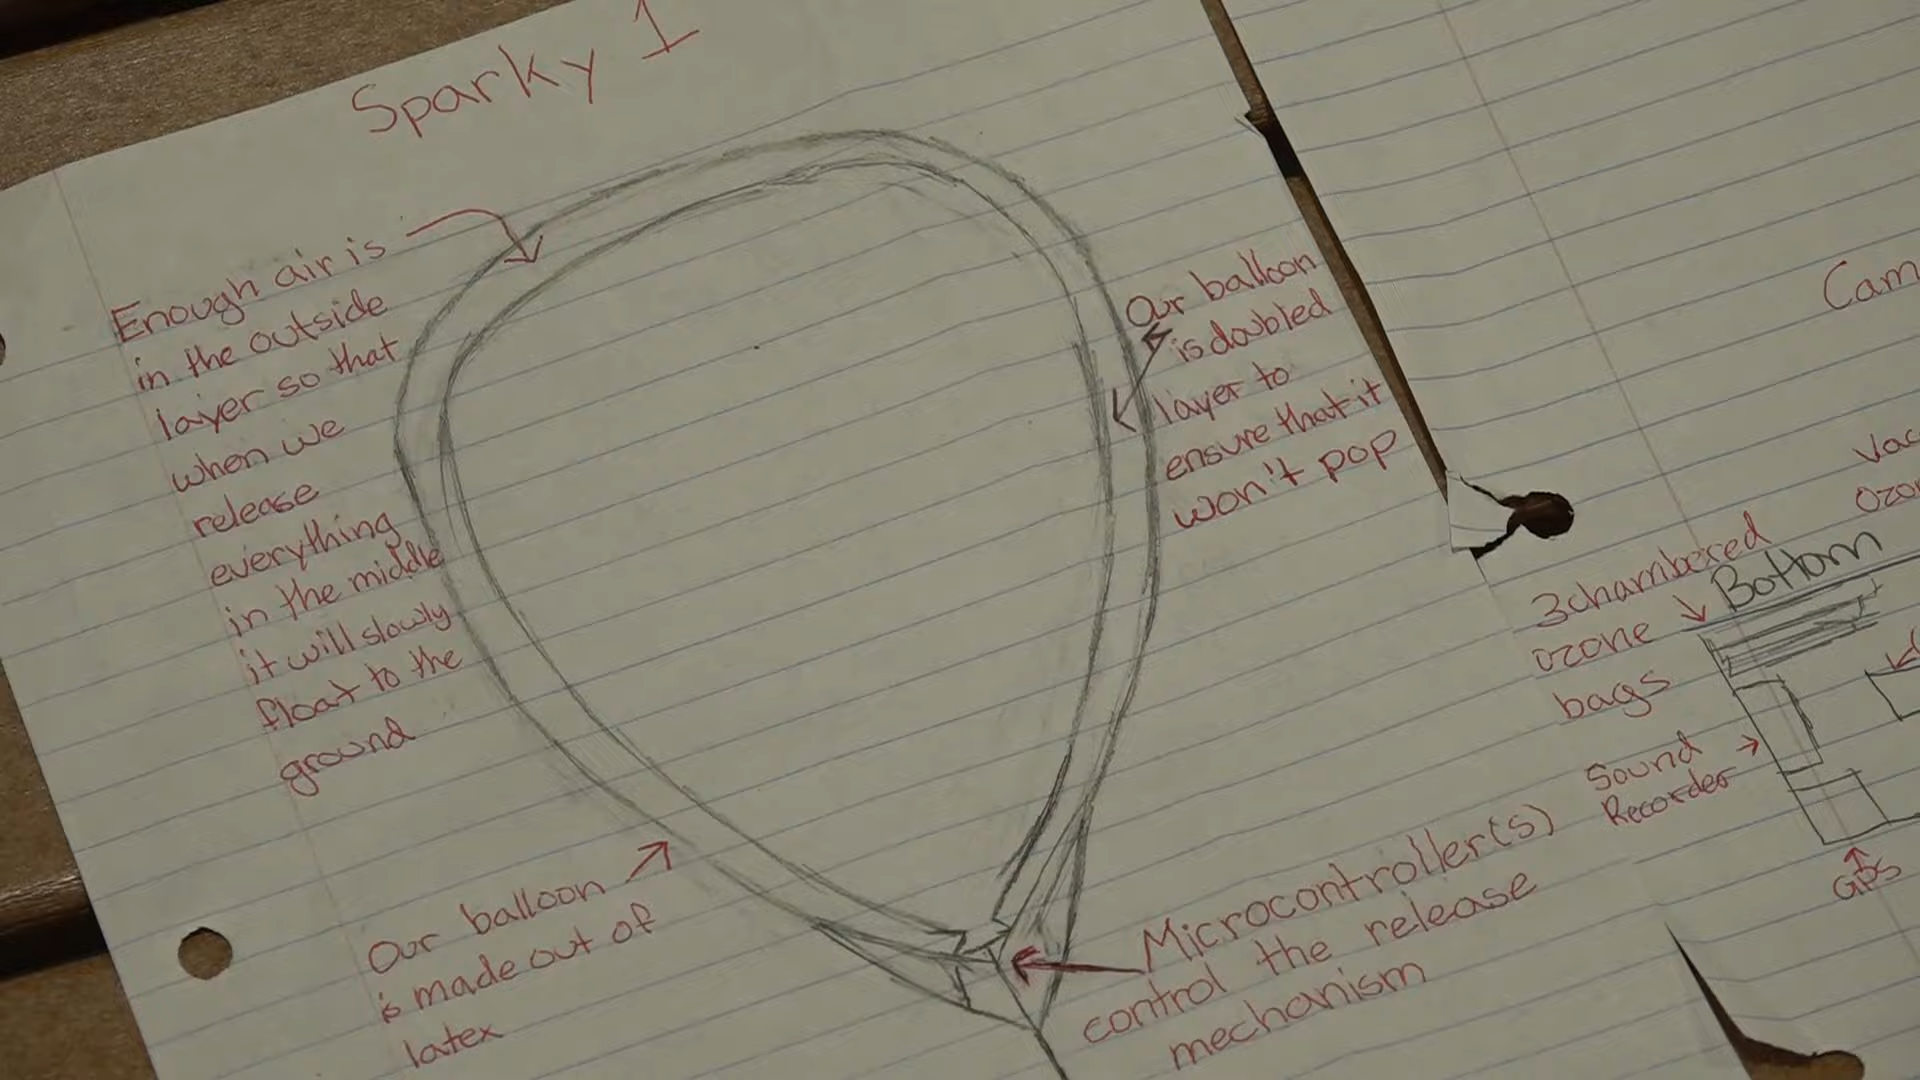 Sparky 1
Enough air is
in the outside
layer so that
when we
release
everything
in the middle
it will slowly
float to the
ground
Our balloon
is doubled
layer to
ensure that it
won't pop
Our balloon
is made out of
latex
Microcontroller(s)
control the release
mechanism
3 chambered
ozone
bags
Bottom
Sound
Recorder
GPS